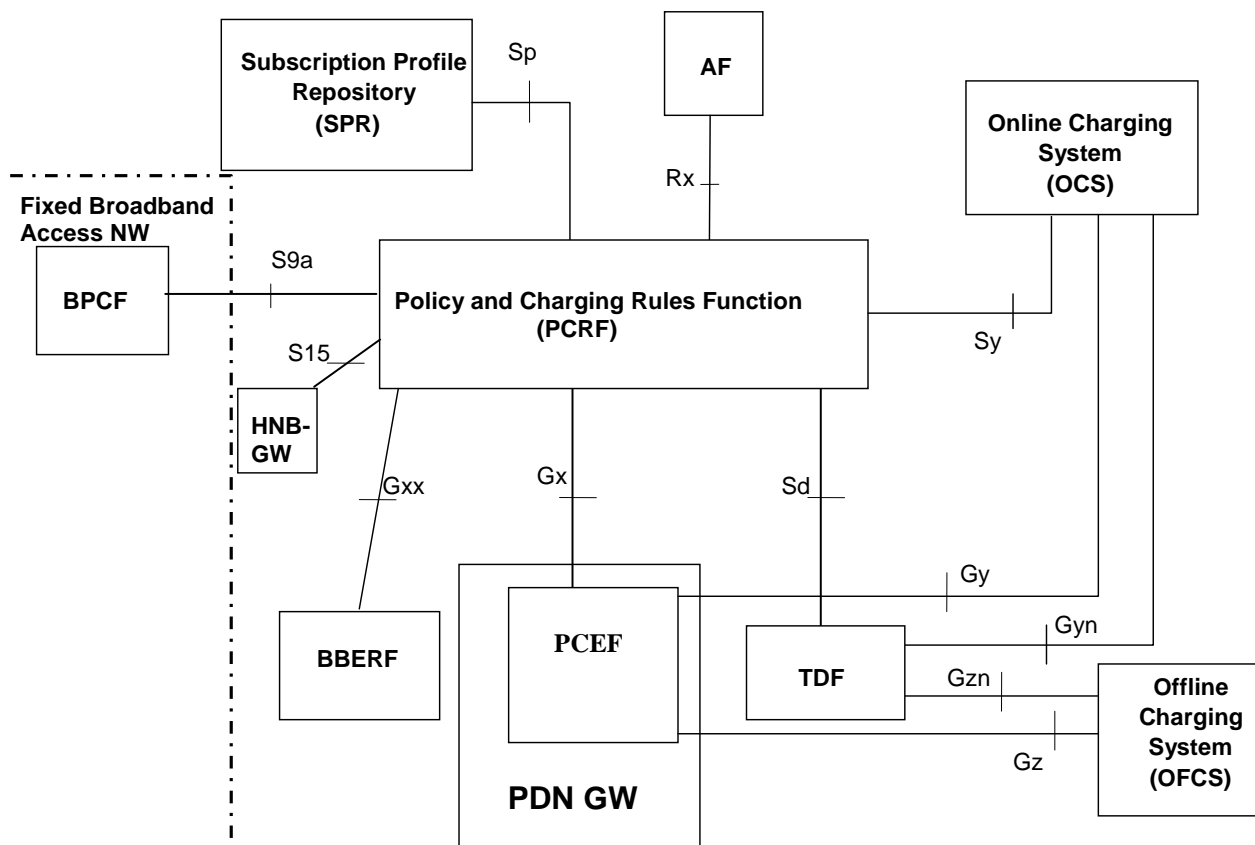 Subscription Profile
Repository
(SPR)
Sp
AF
Online Charging
System
(OCS)
Rx
Fixed Broadband
Access NW
BPCF
S9a
Policy and Charging Rules Function
(PCRF)
Sy
S15
HNB-
GW
Gxx
Gx
Sd
Gy
Gyn
BBERF
PCEF
TDF
Gzn
Offline
Charging
System
(OFCS)
Gz
PDN GW